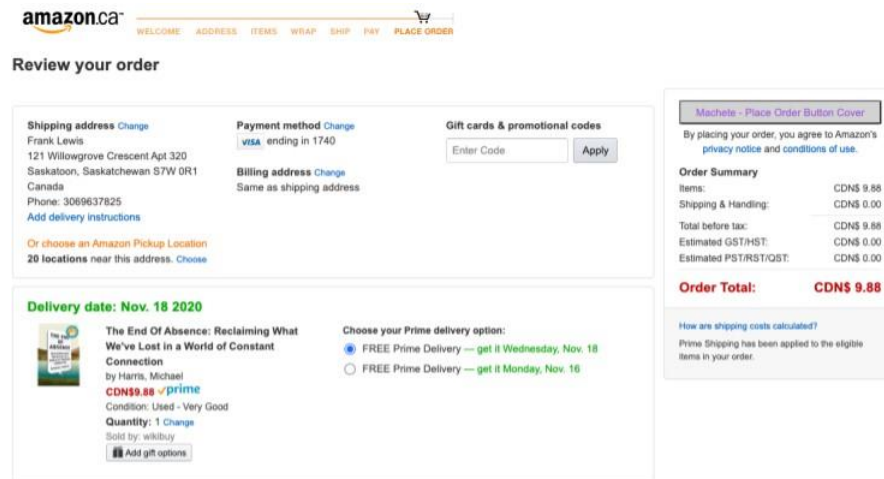 amazon.ca
WELCOME ADDRESS ITEMS WRAP SHIP PAY PLACE ORDER
Review your order
Shipping address Change
Frank Lewis
121 Willowgrove Crescent Apt 320
Saskatoon, Saskatchewan S7W 0R1
Canada
Phone: 3069637825
Add delivery instructions
Or choose an Amazon Pickup Location
20 locations near this address. Choose
Payment method Change
VISA ending in 1740
Billing address Change
Same as shipping address
Gift cards & promotional codes
Enter Code Apply
Delivery date: Nov. 18 2020
The End Of Absence: Reclaiming What
We've Lost in a World of Constant
Connection
by Harris, Michael
CDN$9.88 prime
Condition: Used - Very Good
Quantity: 1 Change
Sold by: wikibuy
Add gift options
Choose your Prime delivery option:
FREE Prime Delivery — get it Wednesday, Nov. 18
FREE Prime Delivery — get it Monday, Nov. 16
Machete - Place Order Button Cover
By placing your order, you agree to Amazon's
privacy notice and conditions of use.
Order Summary
Items: CDN$ 9.88
Shipping & Handling: CDN$ 0.00
Total before tax: CDN$ 9.88
Estimated GST/HST: CDN$ 0.00
Estimated PST/RST/QST: CDN$ 0.00
Order Total: CDN$ 9.88
How are shipping costs calculated?
Prime Shipping has been applied to the eligible
items in your order.